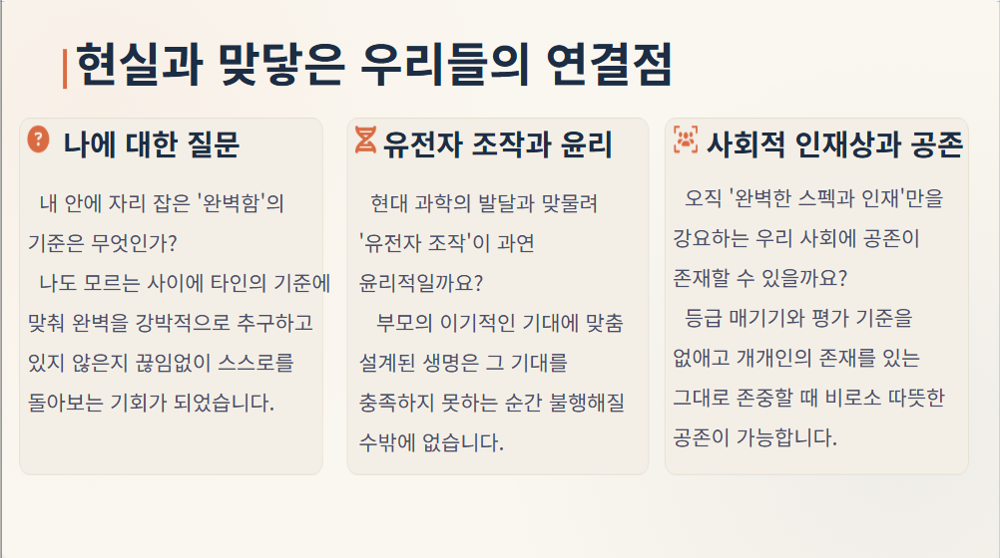 현실과 맞닿은 우리들의 연결점
나에 대한 질문
내 안에 자리 잡은 '완벽함'의
기준은 무엇인가?
나도 모르는 사이에 타인의 기준에
맞춰 완벽을 강박적으로 추구하고
있지 않은지 끊임없이 스스로를
돌아보는 기회가 되었습니다.
유전자 조작과 윤리
현대 과학의 발달과 맞물려
'유전자 조작'이 과연
윤리적일까요?
부모의 이기적인 기대에 맞춤
설계된 생명은 그 기대를
충족하지 못하는 순간 불행해질
수밖에 없습니다.
사회적 인재상과 공존
오직 '완벽한 스펙과 인재'만을
강요하는 우리 사회에 공존이
존재할 수 있을까요?
등급 매기기와 평가 기준을
없애고 개개인의 존재를 있는
그대로 존중할 때 비로소 따뜻한
공존이 가능합니다.